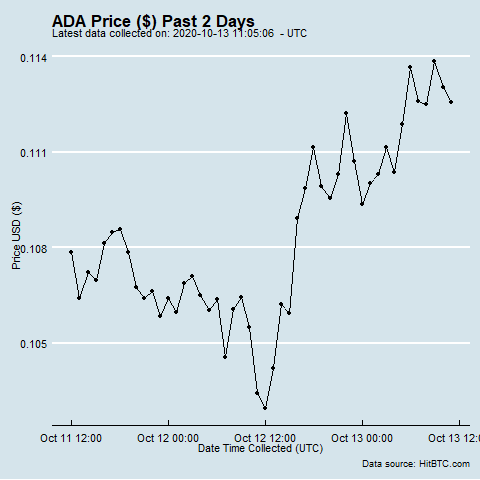 ADA Price ($) Past 2 Days
Latest data collected on: 2020-10-13 11:05:06 - UTC
0.114
0.111
0.108
0.105
Price USD ($)
Oct 11 12:00 Oct 12 00:00 Oct 12 12:00 Oct 13 00:00 Oct 13 12:0
Date Time Collected (UTC)
Data source: HitBTC.com